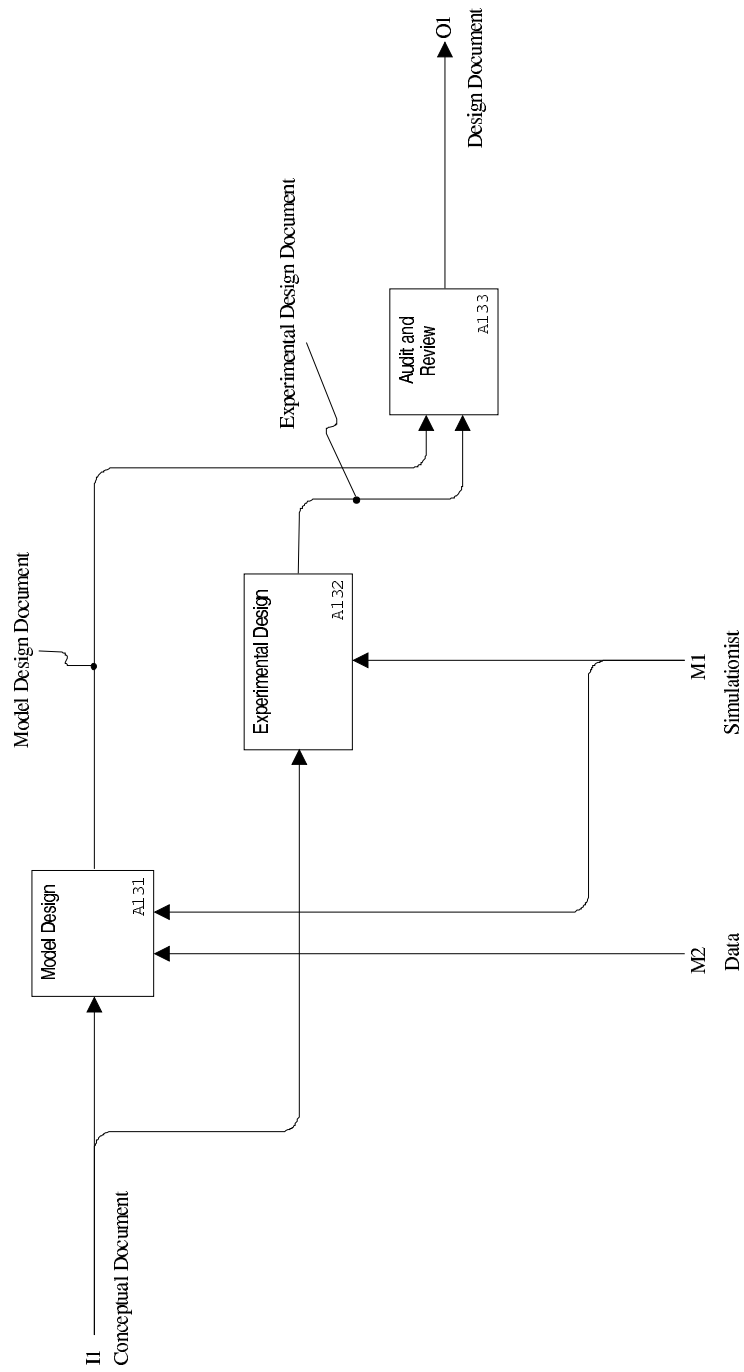 I1
Conceptual Document
Model Design
A131
Model Design Document
Experimental Design
A132
Experimental Design Document
Audit and
Review
A133
O1
Design Document
M2
Data
M1
Simulationist